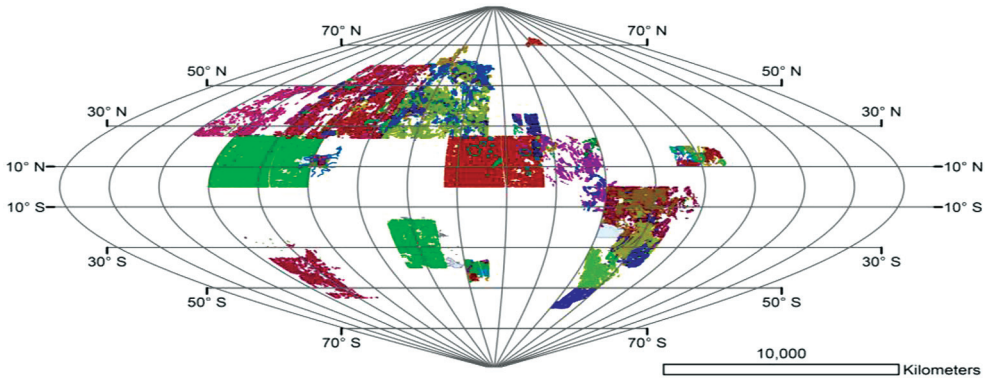 70° N 70° N
50° N 50° N
30° N 30° N
10° N 10° N
10° S 10° S
30° S 30° S
50° S 50° S
70° S 70° S
10,000
Kilometers